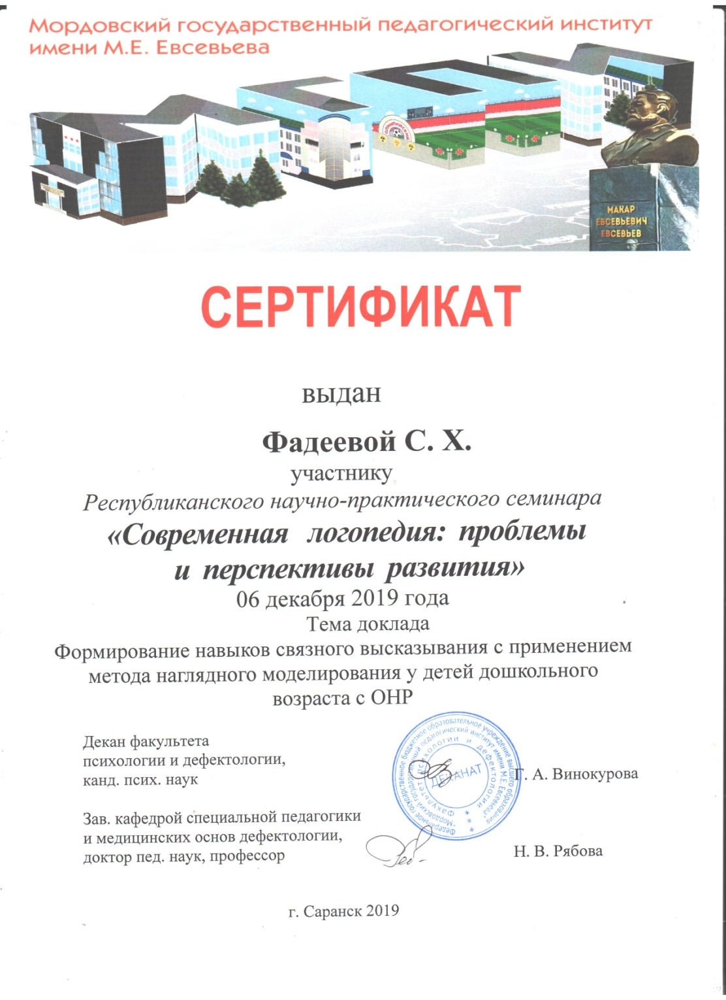 Мордовский государственный педагогический институт
имени М.Е. Евсевьева
4 2
ОЛИМПИЙСКИЙ
МАКАР
ЕВСЕВЬЕВИЧ
ЕВСЕВЬЕВ
СЕРТИФИКАТ
выдан
Фадеевой С. Х.
участнику
Республиканского научно-практического семинара
«Современная логопедия: проблемы
и перспективы развития»
06 декабря 2019 года
Тема доклада
Формирование навыков связного высказывания с применением
метода наглядного моделирования у детей дошкольного
возраста с ОНР
Декан факультета
психологии и дефектологии,
канд. псих. наук
Г. А. Винокурова
Федеральное государственное бюджетное образовательное учреждение высшего образования
"Мордовский государственный педагогический институт имени М.Е. Евсевьева"
Факультет психологии и дефектологии
ДЕКАНАТ
Зав. кафедрой специальной педагогики
и медицинских основ дефектологии,
доктор пед. наук, профессор
Н. В. Рябова
г. Саранск 2019